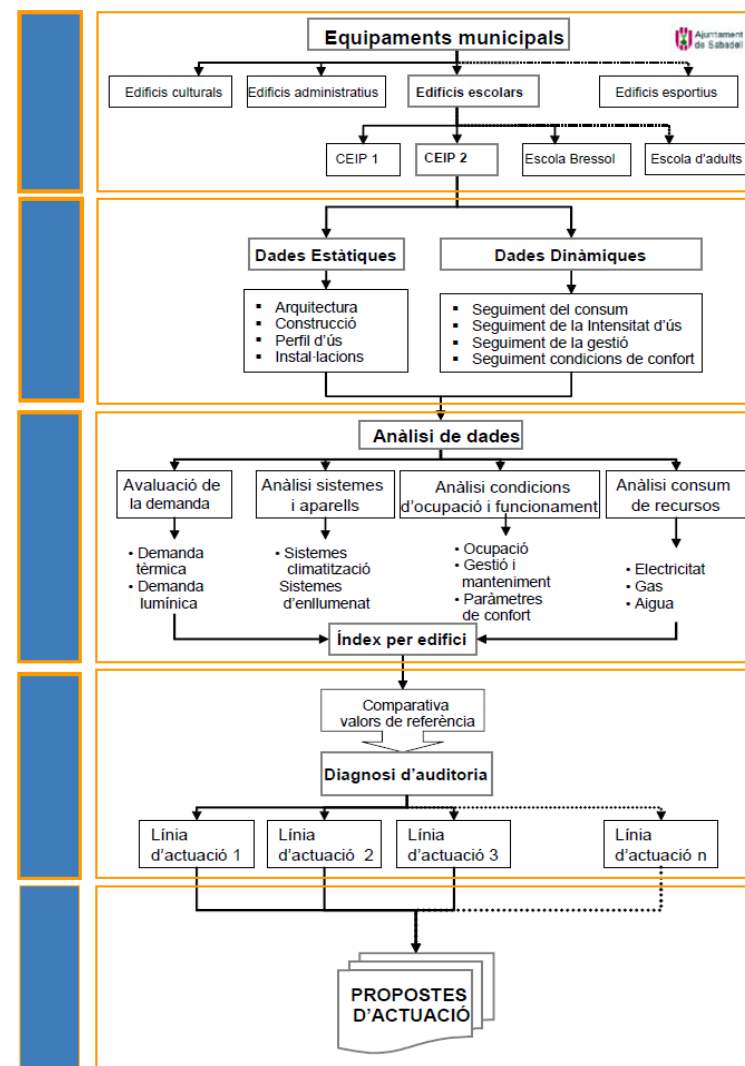 Equipaments municipals
Ajuntament
de Sabadell
Edificis culturals
Edificis administratius
Edificis escolars
Edificis esportius
CEIP 1
CEIP 2
Escola Bressol
Escola d'adults
Dades Estàtiques
Dades Dinàmiques
▪ Arquitectura
▪ Construcció
▪ Perfil d'ús
▪ Instal·lacions
▪ Seguiment del consum
▪ Seguiment de la Intensitat d'ús
▪ Seguiment de la gestió
▪ Seguiment condicions de confort
Anàlisi de dades
Avaluació de
la demanda
Anàlisi sistemes
i aparells
Anàlisi condicions
d'ocupació i funcionament
Anàlisi consum
de recursos
• Demanda
tèrmica
• Demanda
lumínica
• Sistemes
climatització
Sistemes
d'enllumenat
• Ocupació
• Gestió i
manteniment
• Paràmetres
de confort
• Electricitat
• Gas
• Aigua
Índex per edifici
Comparativa
valors de referència
Diagnosi d'auditoria
Línia
d'actuació 1
Línia
d'actuació 2
Línia
d'actuació 3
Línia
d'actuació n
PROPOSTES
D'ACTUACIÓ